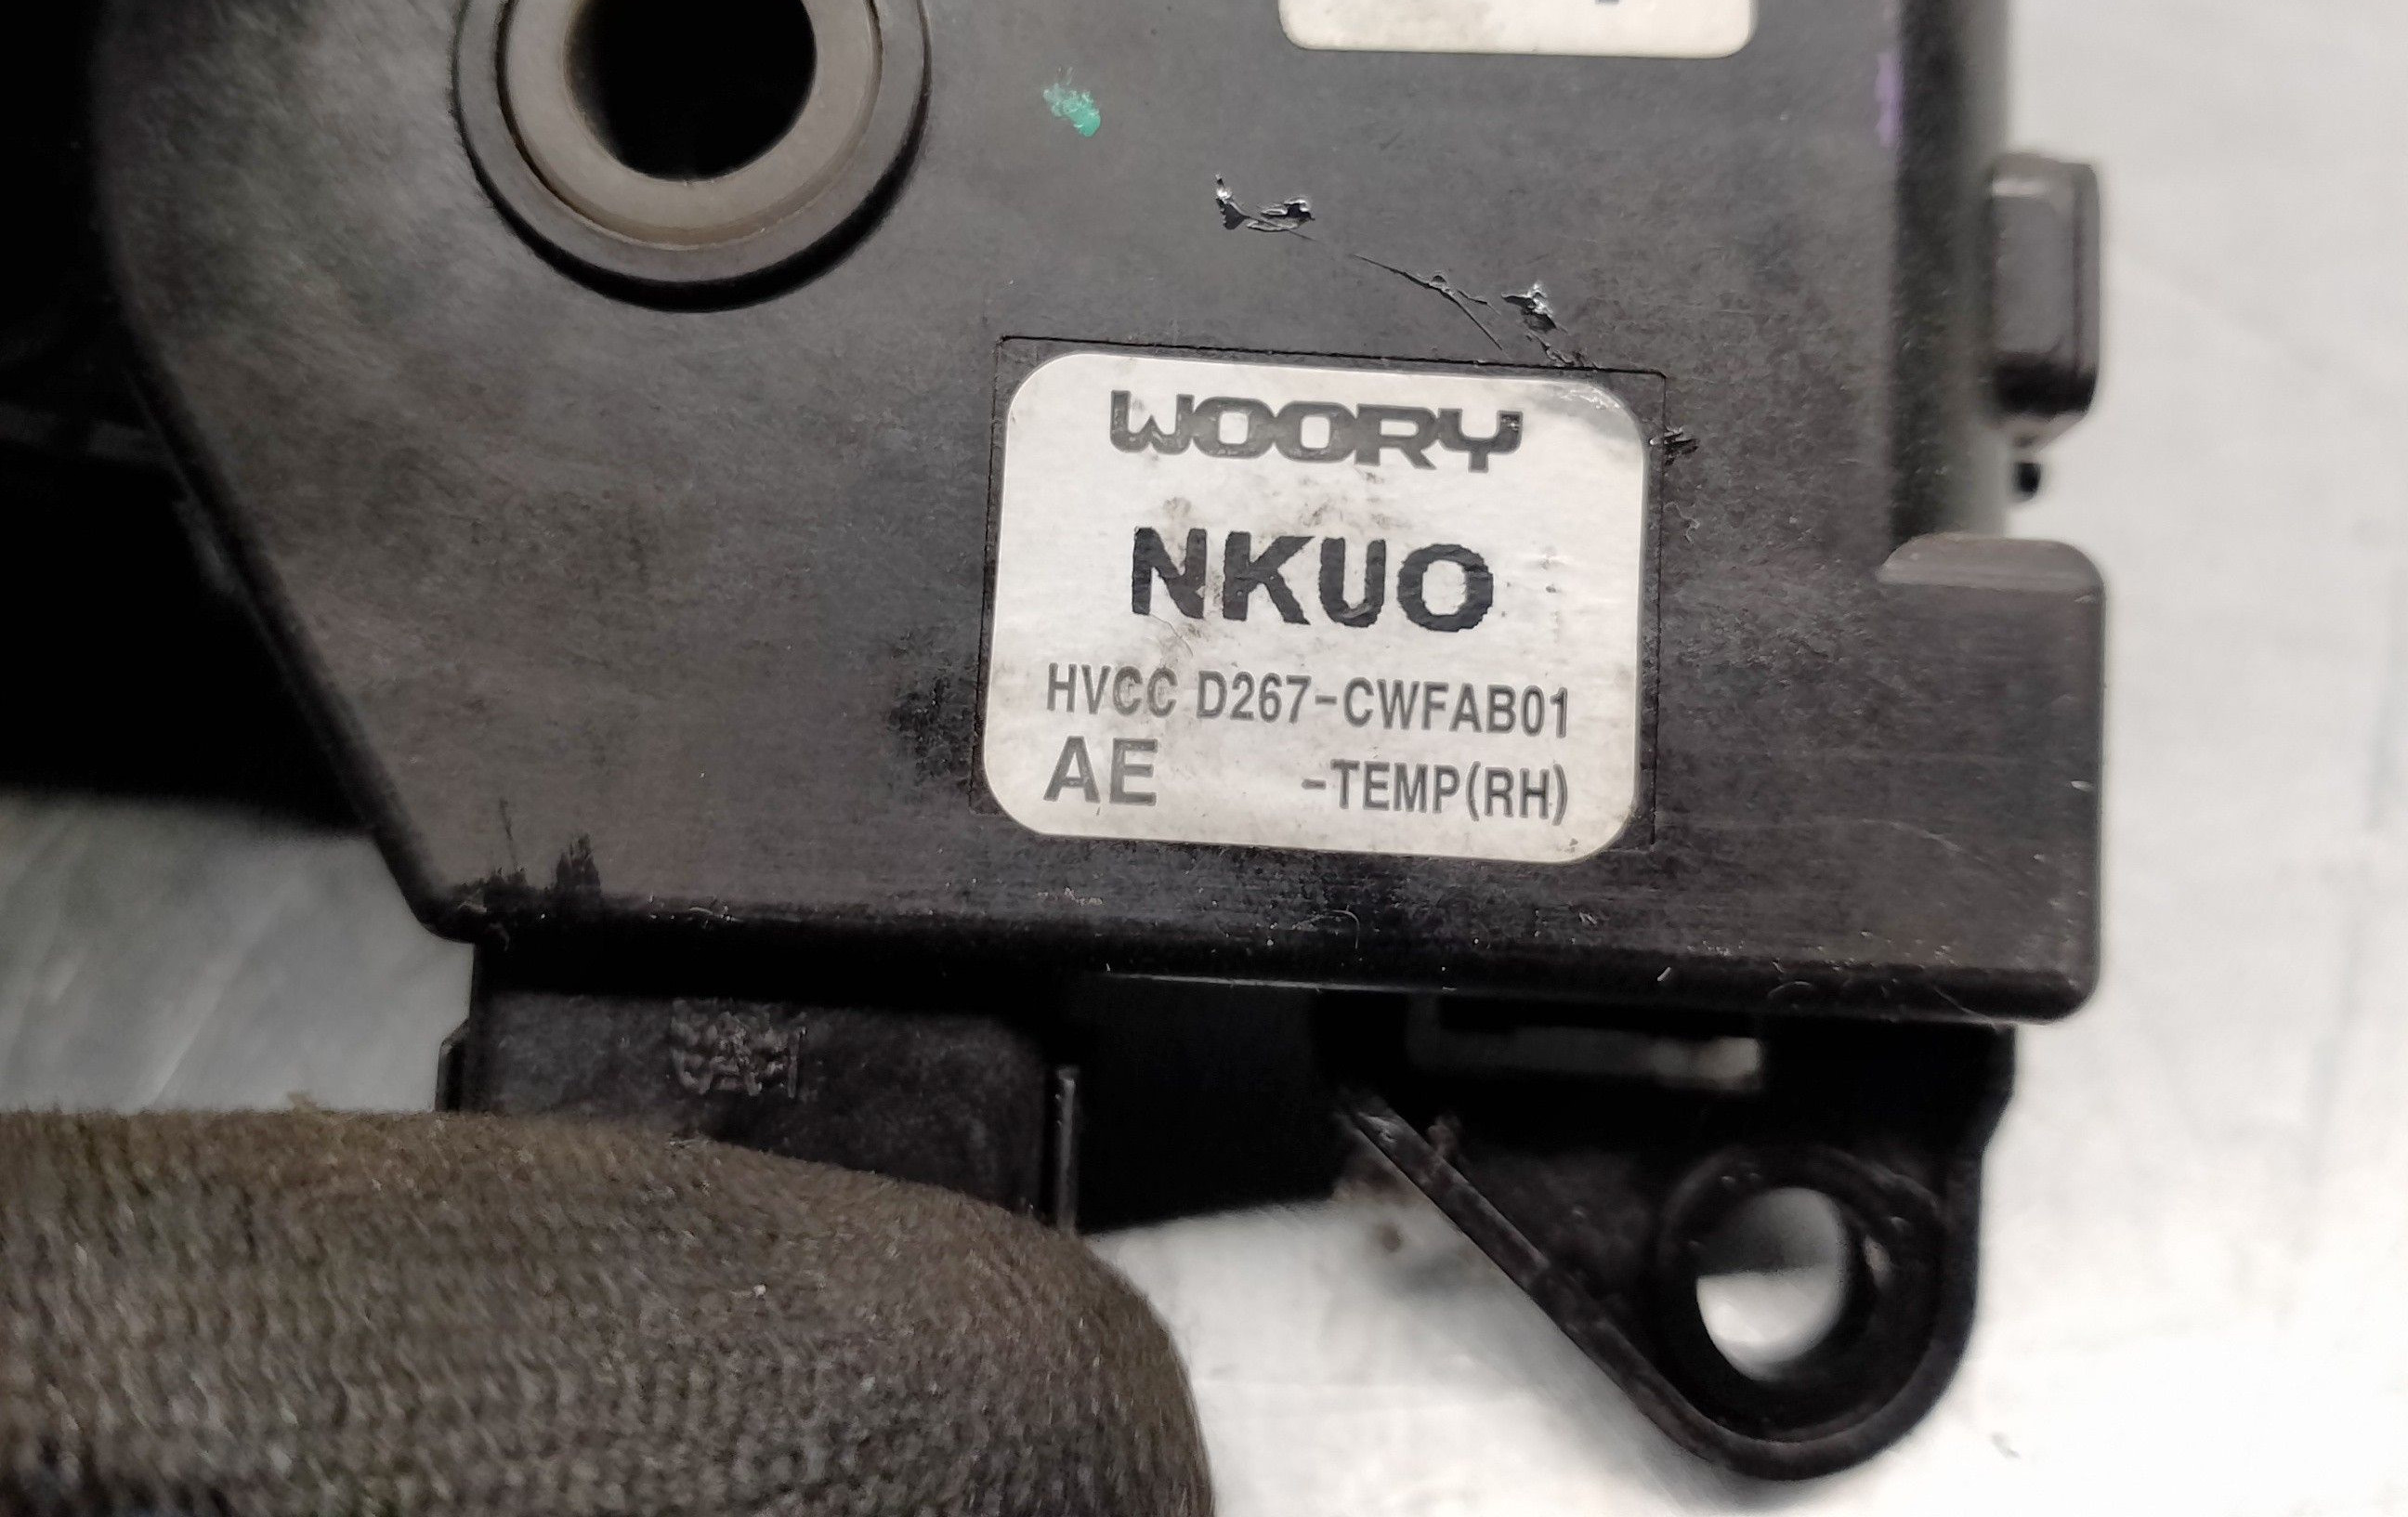 WOORY
NKUO
HVCC D267-CWFAB01
AE -TEMP(RH)